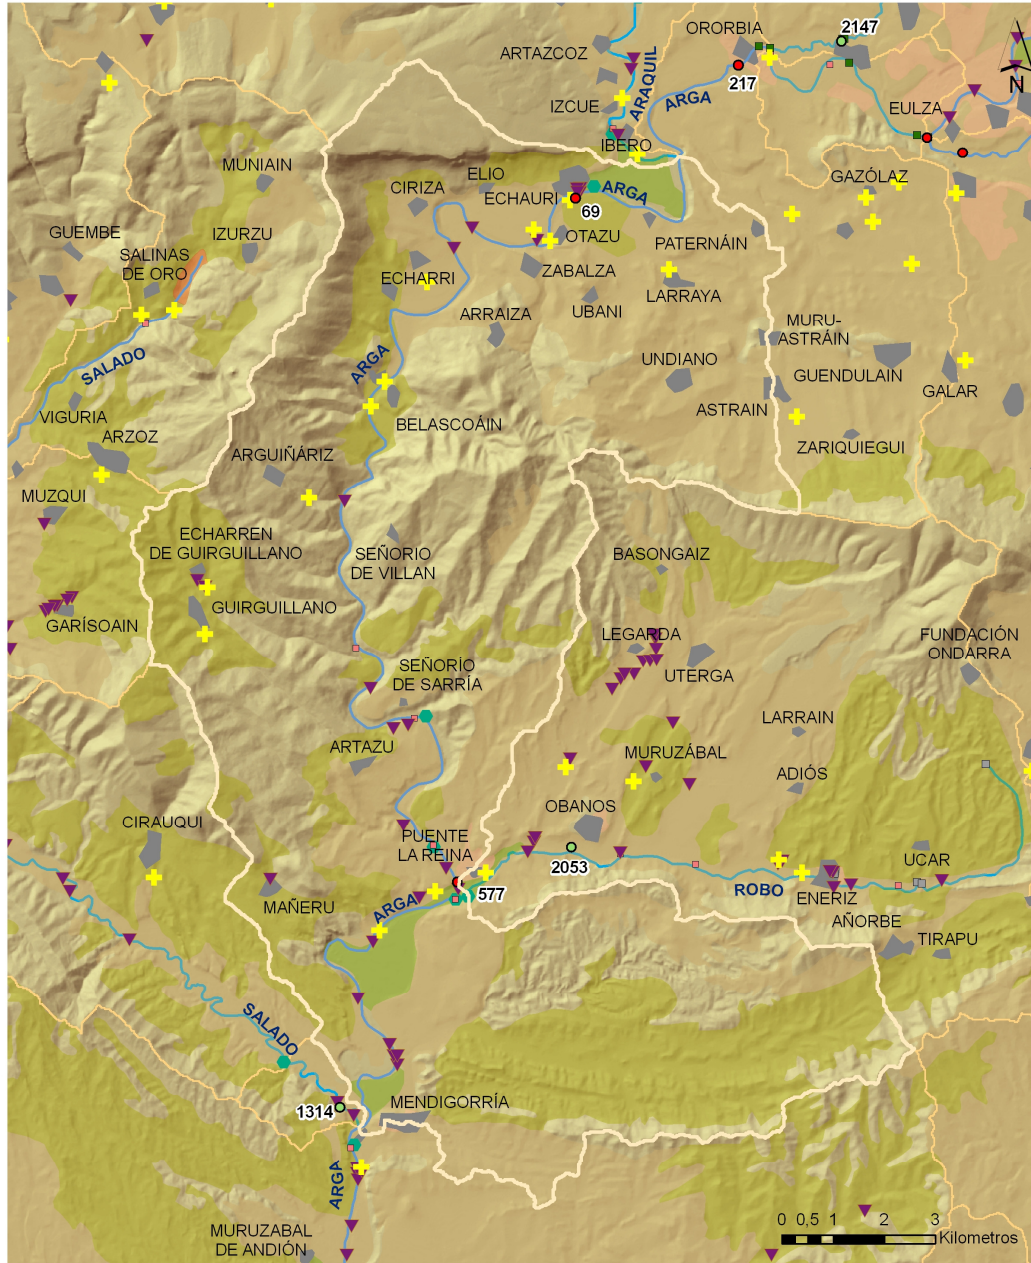 2147
ORORBIA
ARTAZCOZ
217
ARAQUIL
ARGA
IZCUE
EULZA
N
IBERO
MUNIAIN
ELIO
CIRIZA
ECHAURI
ARGA
69
GAZÓLAZ
GUEMBE
IZURZU
SALINAS
DE ORO
OTAZU
PATERNÁIN
ECHARRI
ZABALZA
LARRAYA
UBANI
ARRAIZA
MURU-
ASTRÁIN
SALADO
ARGA
UNDIANO
GUENDULAIN
GALAR
VIGURIA
ASTRAIN
BELASCOÁIN
ARZOZ
ZARIQUIEGUI
ARGUIÑÁRIZ
MUZQUI
ECHARREN
DE GUIRGUILLANO
SEÑORIO
DE VILLAN
BASONGAIZ
GUIRGUILLANO
GARÍSOAIN
LEGARDA
UTERGA
FUNDACIÓN
ONDARRA
SEÑORÍO
DE SARRÍA
LARRAIN
ARTAZU
MURUZÁBAL
ADIÓS
OBANOS
CIRAUQUI
PUENTE
LA REINA
2053
UCAR
577
ROBO
ENERIZ
MAÑERU
ARGA
AÑORBE
TIRAPU
SALADO
MENDIGORRÍA
1314
ARGA
MURUZABAL
DE ANDIÓN
0 0,5 1 2 3
Kilometros